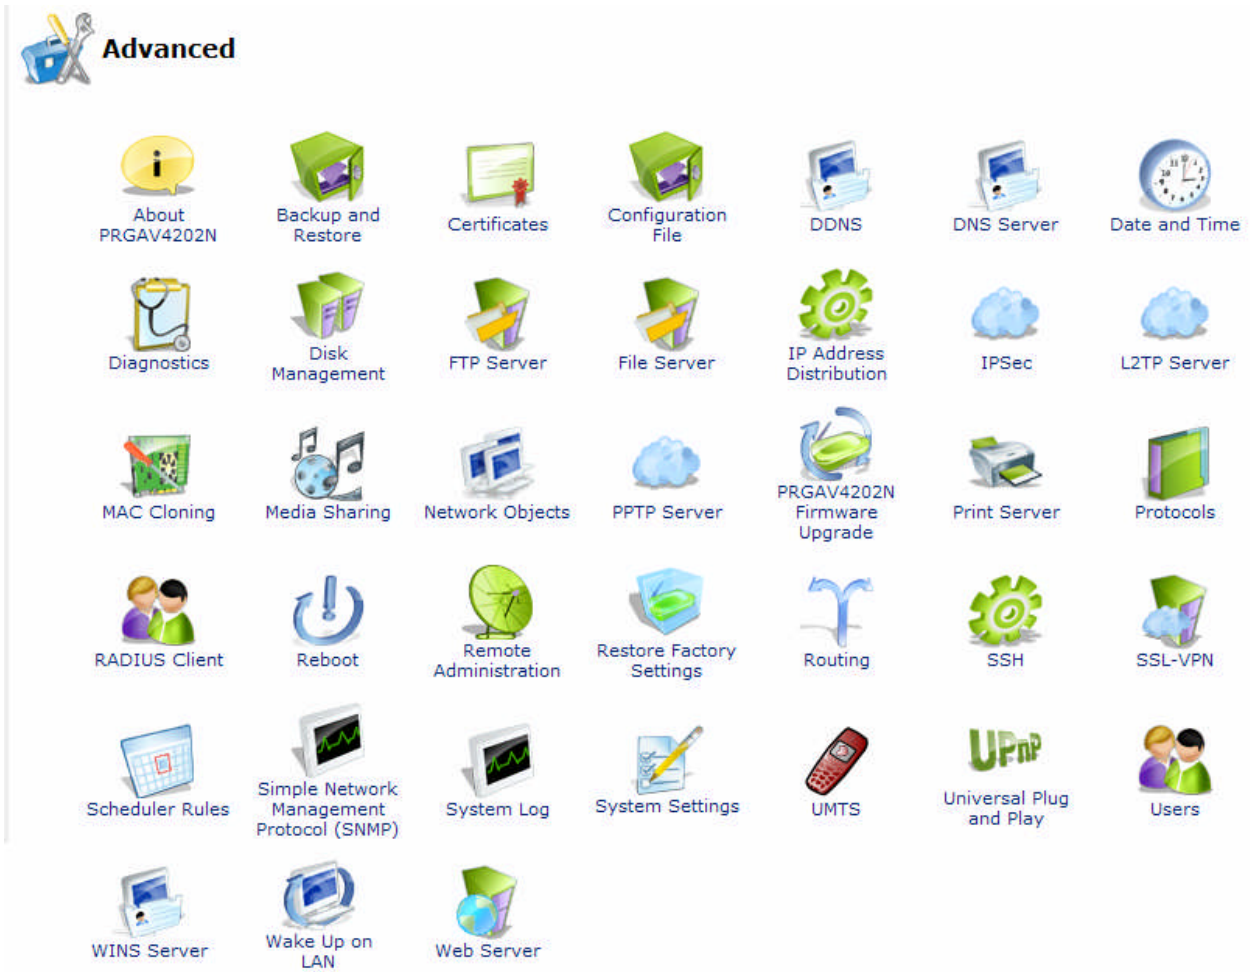 Advanced
About
PRGAV4202N
Backup and
Restore
Certificates
Configuration
File
DDNS
DNS Server
Date and Time
Diagnostics
Disk
Management
FTP Server
File Server
IP Address
Distribution
IPSec
L2TP Server
MAC Cloning
Media Sharing
Network Objects
PPTP Server
PRGAV4202N
Firmware
Upgrade
Print Server
Protocols
RADIUS Client
Reboot
Remote
Administration
Restore Factory
Settings
Routing
SSH
SSL-VPN
Scheduler Rules
Simple Network
Management
Protocol (SNMP)
System Log
System Settings
UMTS
UPnP
Universal Plug
and Play
Users
WINS Server
Wake Up on
LAN
Web Server